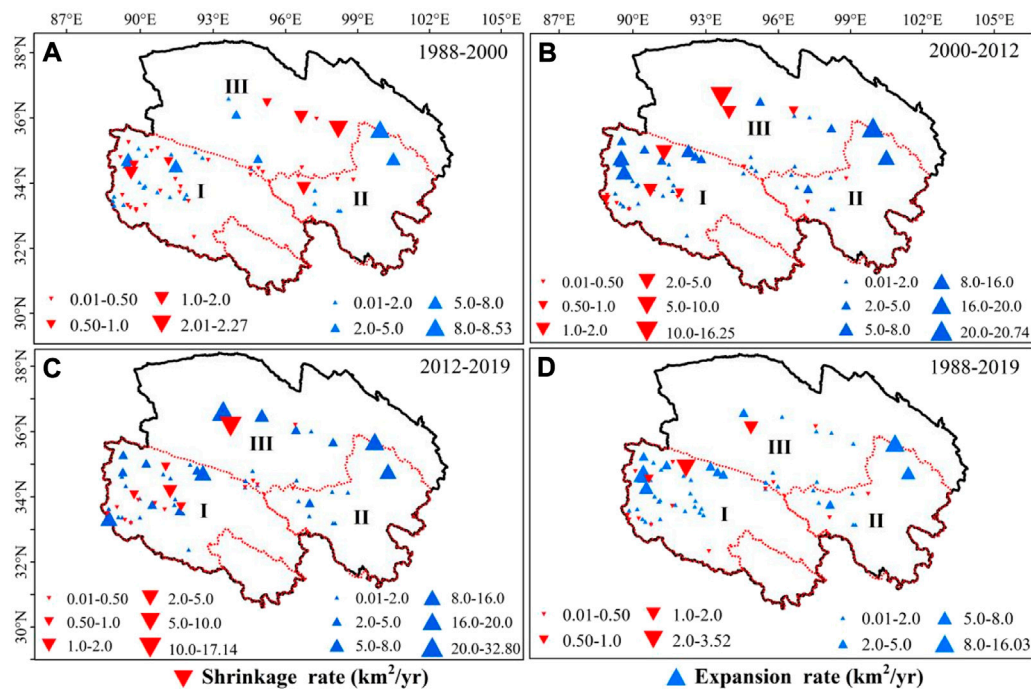 87°E 90°E 93°E 96°E 99°E 102°E 105°E
87°E 90°E 93°E 96°E 99°E 102°E 105°E
38°N
36°N
34°N
32°N
30°N
A
1988-2000
III
I
II
0.01-0.50
1.0-2.0
0.01-2.0
5.0-8.0
0.50-1.0
2.01-2.27
2.0-5.0
8.0-8.53
B
2000-2012
III
I
II
0.01-0.50
2.0-5.0
0.01-2.0
8.0-16.0
0.50-1.0
5.0-10.0
2.0-5.0
16.0-20.0
1.0-2.0
10.0-16.25
5.0-8.0
20.0-20.74
38°N
36°N
34°N
32°N
30°N
C
2012-2019
III
I
II
0.01-0.50
2.0-5.0
0.01-2.0
8.0-16.0
0.50-1.0
5.0-10.0
2.0-5.0
16.0-20.0
1.0-2.0
10.0-17.14
5.0-8.0
20.0-32.80
D
1988-2019
III
I
II
0.01-0.50
1.0-2.0
0.01-2.0
5.0-8.0
0.50-1.0
2.0-3.52
2.0-5.0
8.0-16.03
Shrinkage rate (km²/yr)
Expansion rate (km²/yr)